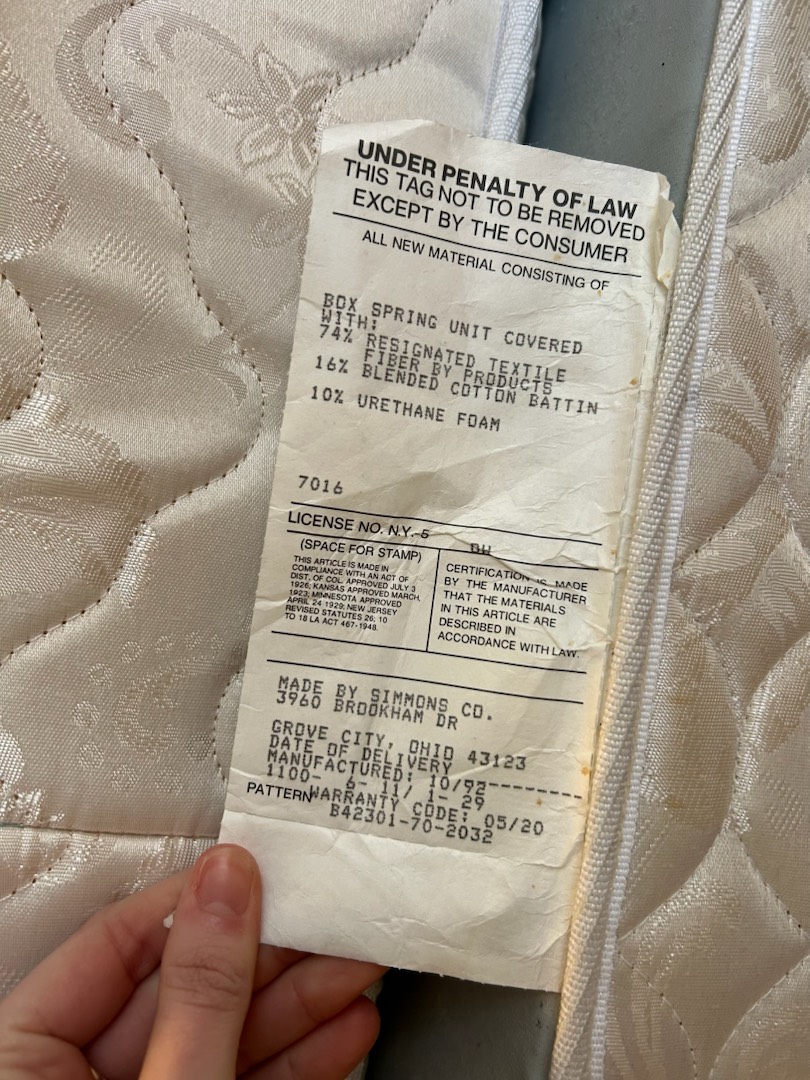 UNDER PENALTY OF LAW
THIS TAG NOT TO BE REMOVED
EXCEPT BY THE CONSUMER
ALL NEW MATERIAL CONSISTING OF
BOX SPRING UNIT COVERED
WITH:
74% RESIGNATED TEXTILE
FIBER BY PRODUCTS
16% BLENDED COTTON BATTIN
10% URETHANE FOAM
7016
LICENSE NO. N.Y.-5
BW
(SPACE FOR STAMP)
THIS ARTICLE IS MADE IN
COMPLIANCE WITH AN ACT OF
DIST. OF COL. APPROVED JULY 3
1926; KANSAS APPROVED MARCH,
1923; MINNESOTA APPROVED
APRIL 24 1929; NEW JERSEY
REVISED STATUTES 26; 10
TO 18 LA ACT 467-1948.
CERTIFICATION IS MADE
BY THE MANUFACTURER
THAT THE MATERIALS
IN THIS ARTICLE ARE
DESCRIBED IN
ACCORDANCE WITH LAW.
MADE BY SIMMONS CO.
3960 BROOKHAM DR
GROVE CITY, OHIO 43123
DATE OF DELIVERY
MANUFACTURED: 10/92--------
1100- 6- 11/ 1- 29
PATTERN WARRANTY CODE: 05/20
B42301-70-2032